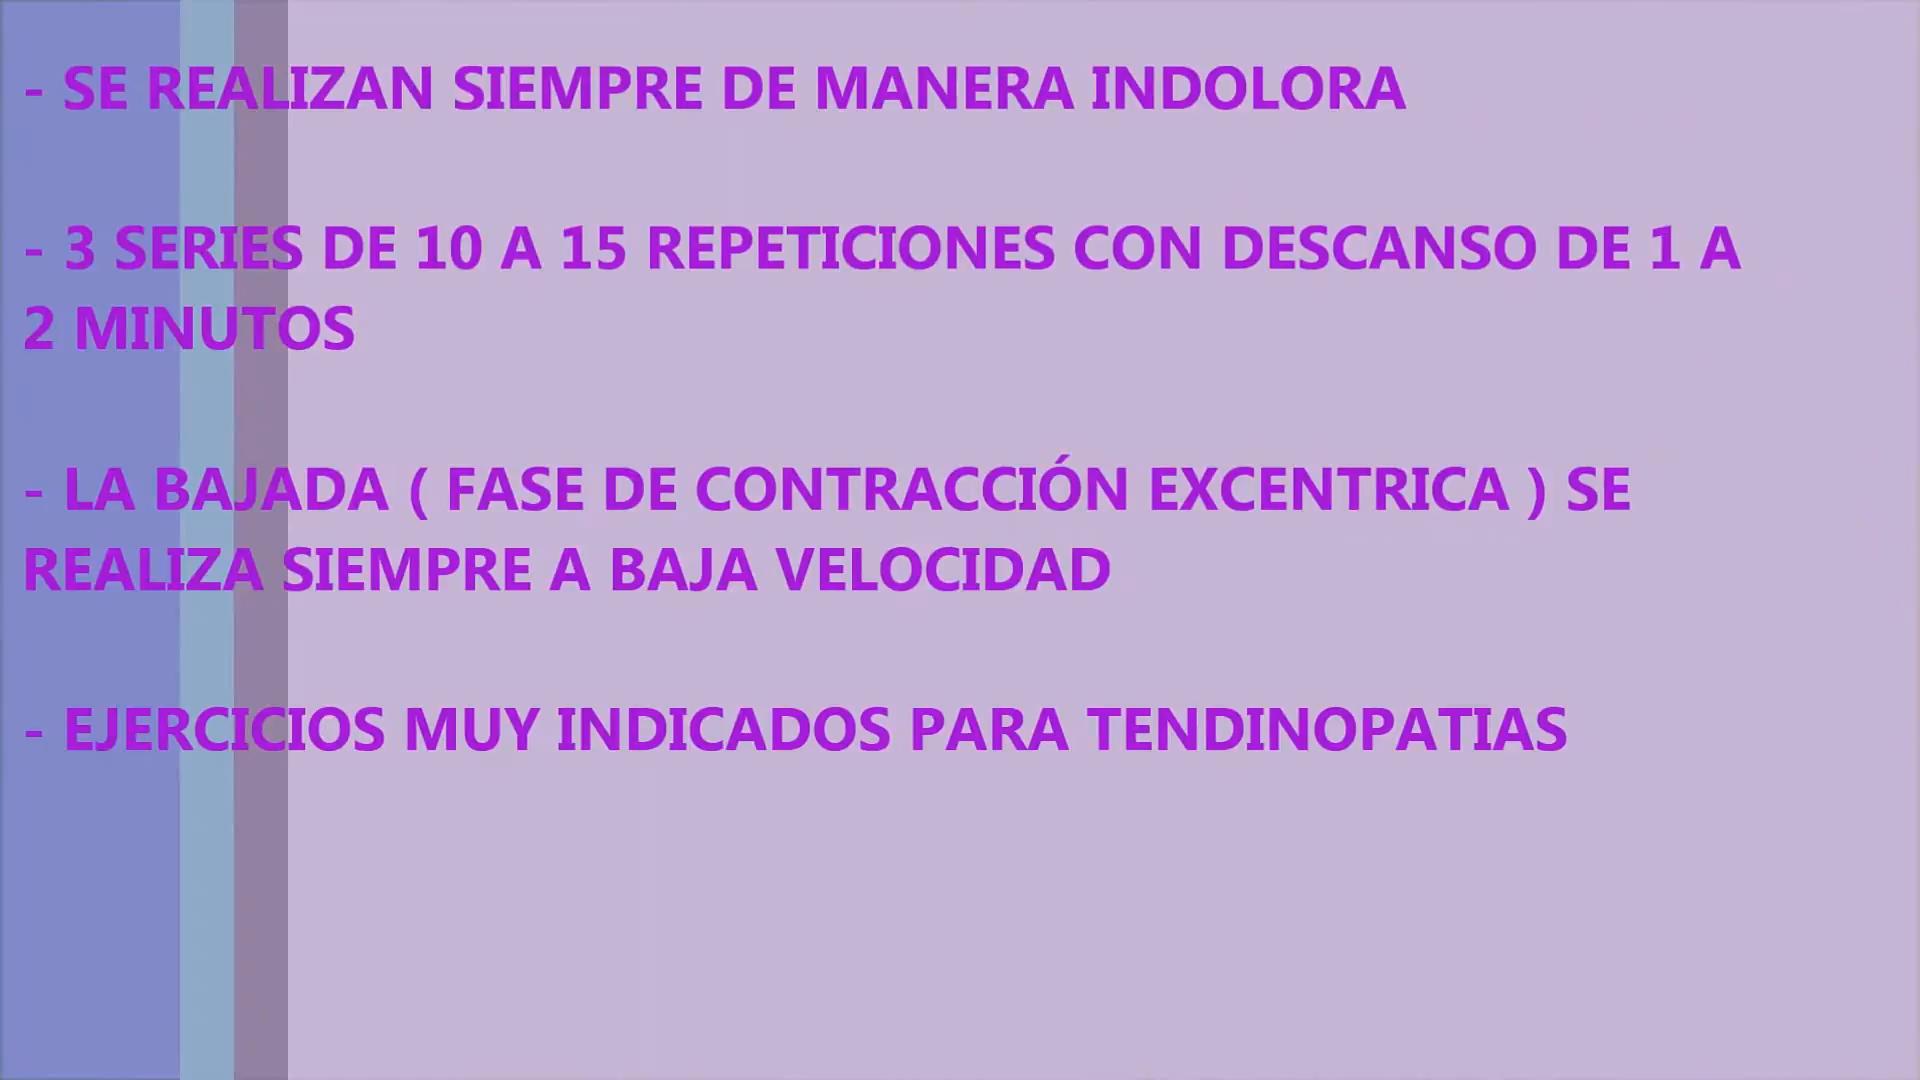 - SE REALIZAN SIEMPRE DE MANERA INDOLORA
- 3 SERIES DE 10 A 15 REPETICIONES CON DESCANSO DE 1 A
2 MINUTOS
- LA BAJADA ( FASE DE CONTRACCIÓN EXCENTRICA ) SE
REALIZA SIEMPRE A BAJA VELOCIDAD
- EJERCICIOS MUY INDICADOS PARA TENDINOPATIAS